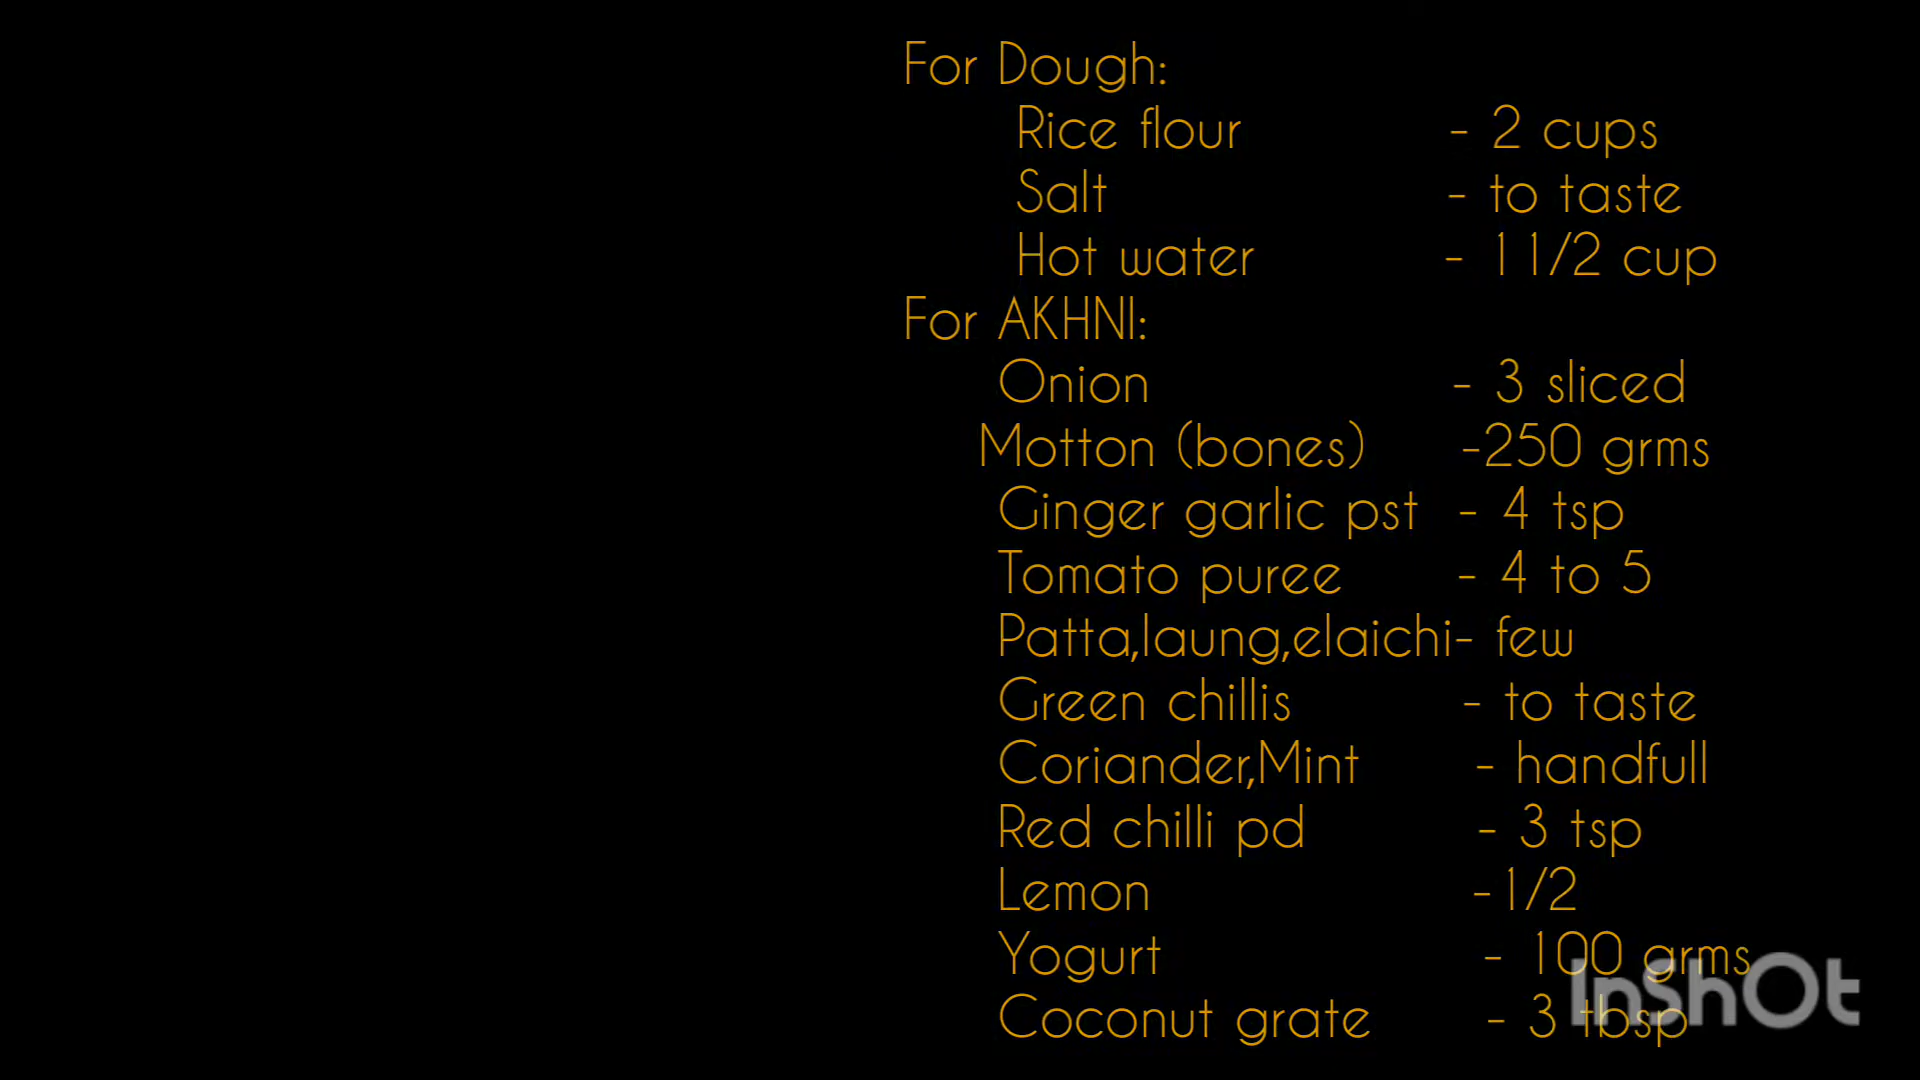 For Dough:
Rice flour - 2 cups
Salt - to taste
Hot water - 1 1/2 cup
For AKHNI:
Onion - 3 sliced
Motton (bones) -250 grms
Ginger garlic pst - 4 tsp
Tomato puree - 4 to 5
Patta,laung,elaichi- few
Green chillis - to taste
Coriander,Mint - handfull
Red chilli pd - 3 tsp
Lemon -1/2
Yogurt - 100 grms
Coconut grate - 3 tbsp
InShOt